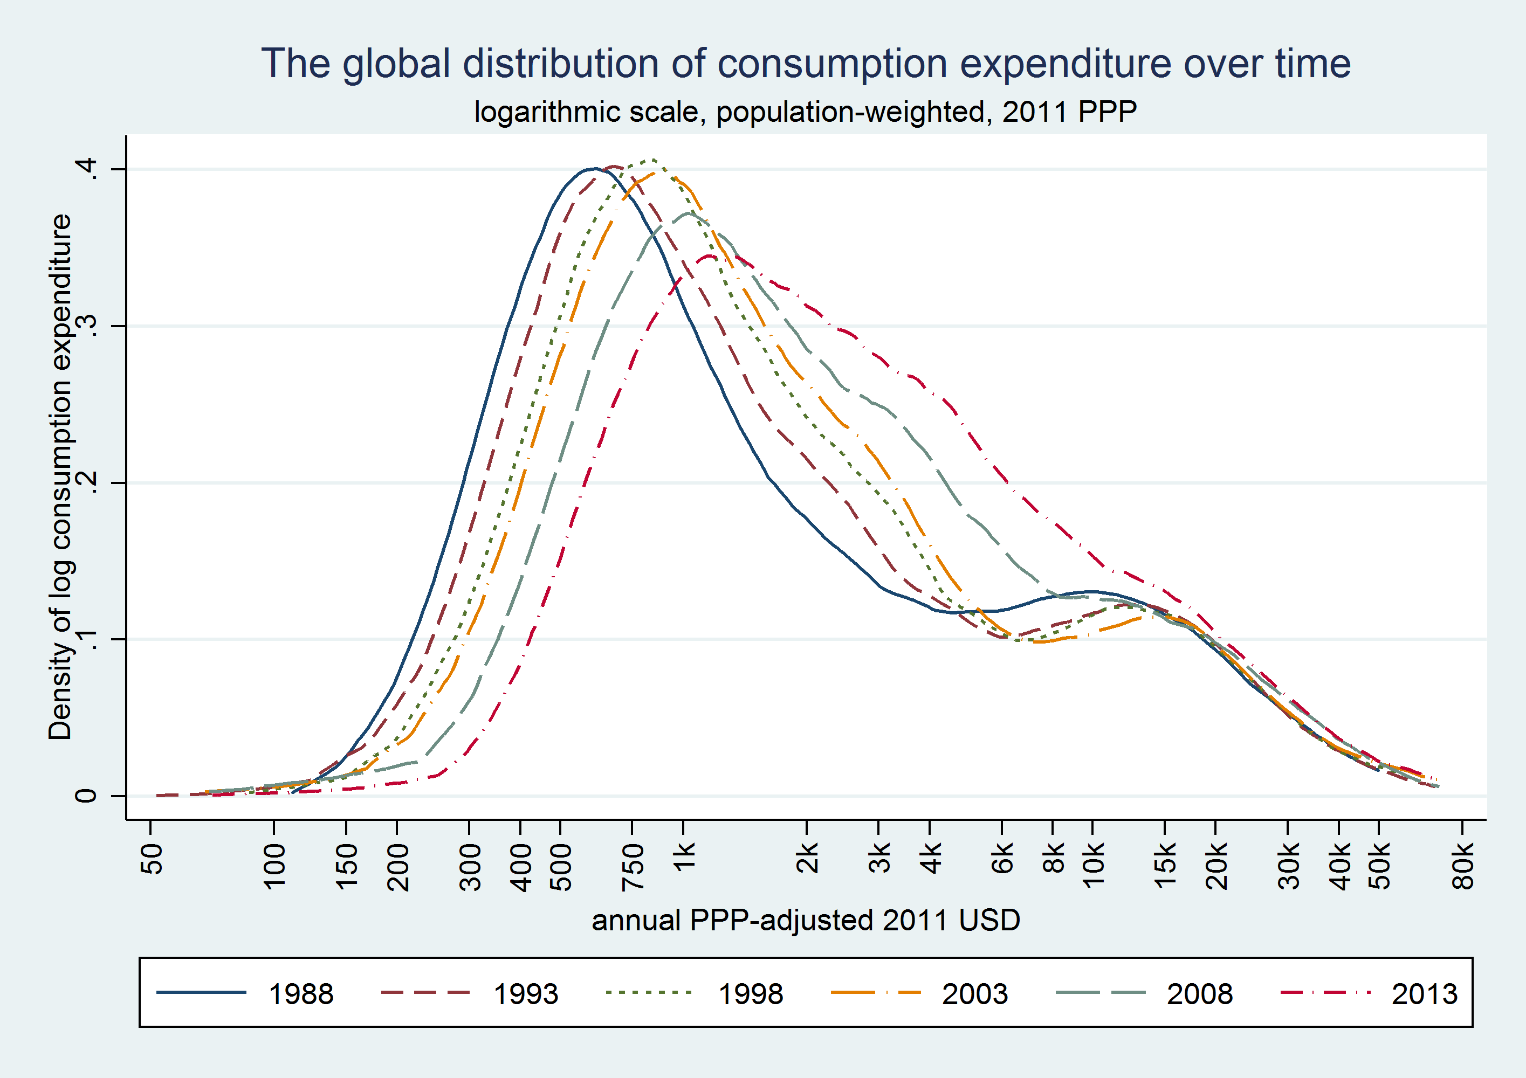 The global distribution of consumption expenditure over time
logarithmic scale, population-weighted, 2011 PPP
Density of log consumption expenditure
.4
.3
.2
.1
0
50 100 150 200 300 400 500 750 1k 2k 3k 4k 6k 8k 10k 15k 20k 30k 40k 50k 80k
annual PPP-adjusted 2011 USD
1988 1993 1998 2003 2008 2013